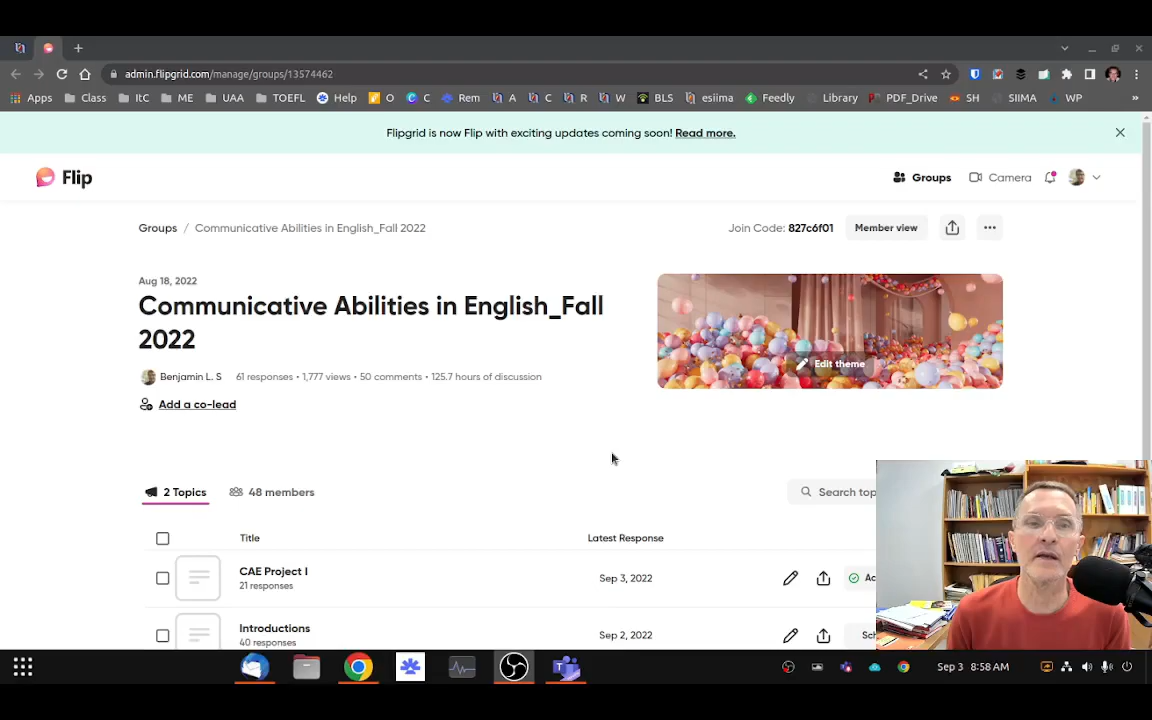 admin.flipgrid.com/manage/groups/13574462
Apps Class ItC ME UAA TOEFL Help O C Rem A C R W BLS esiima Feedly Library PDF_Drive SH SIIMA WP »
Flipgrid is now Flip with exciting updates coming soon! Read more.
Flip Groups Camera
Groups / Communicative Abilities in English_Fall 2022 Join Code: 827c6f01 Member view
Aug 18, 2022
Communicative Abilities in English_Fall
2022
Edit theme
Benjamin L. S 61 responses • 1,777 views • 50 comments • 125.7 hours of discussion
Add a co-lead
2 Topics 48 members Search top
Title Latest Response
CAE Project I Sep 3, 2022 Ac
21 responses
Introductions Sep 2, 2022 Sch
40 responses
Sep 3 8:58 AM